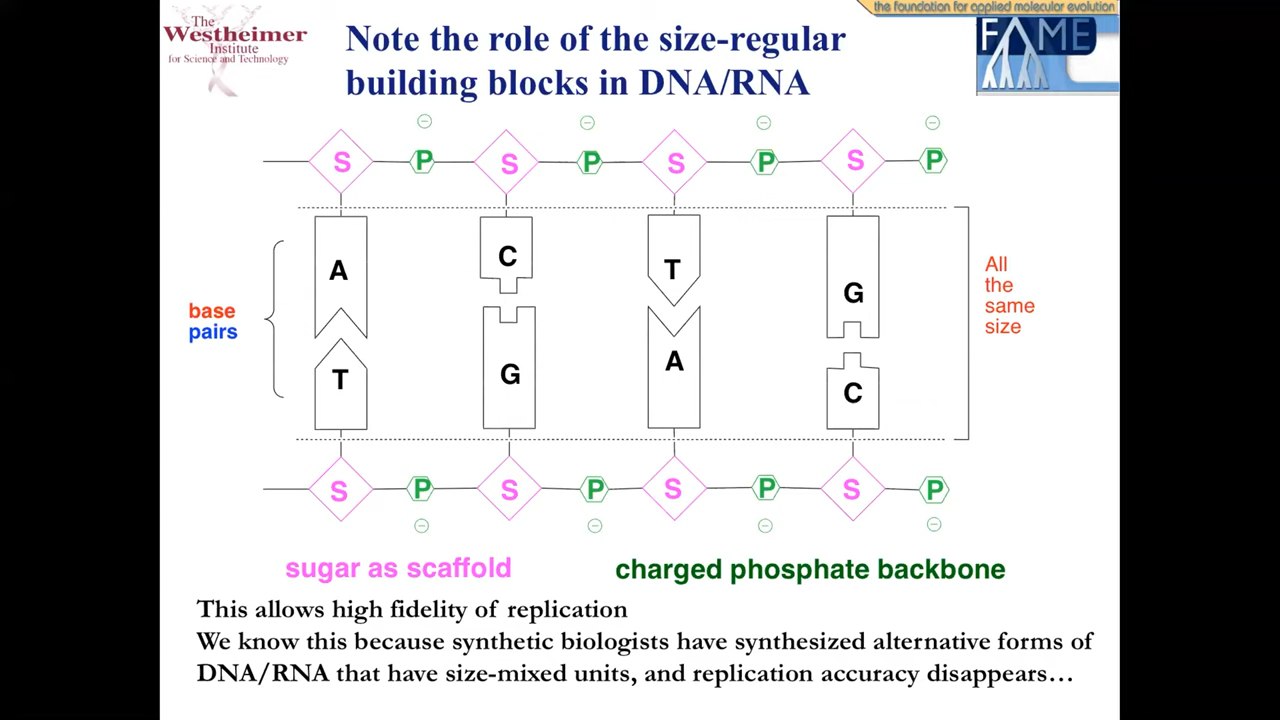 The
Westheimer
Institute
for Science and Technology
Note the role of the size-regular
building blocks in DNA/RNA
the foundation for applied molecular evolution
FAME
⊖ ⊖ ⊖ ⊖
S P S P S P S P
A C T G
T G A C
base
pairs
All
the
same
size
S P S P S P S P
⊖ ⊖ ⊖ ⊖
sugar as scaffold
charged phosphate backbone
This allows high fidelity of replication
We know this because synthetic biologists have synthesized alternative forms of
DNA/RNA that have size-mixed units, and replication accuracy disappears…